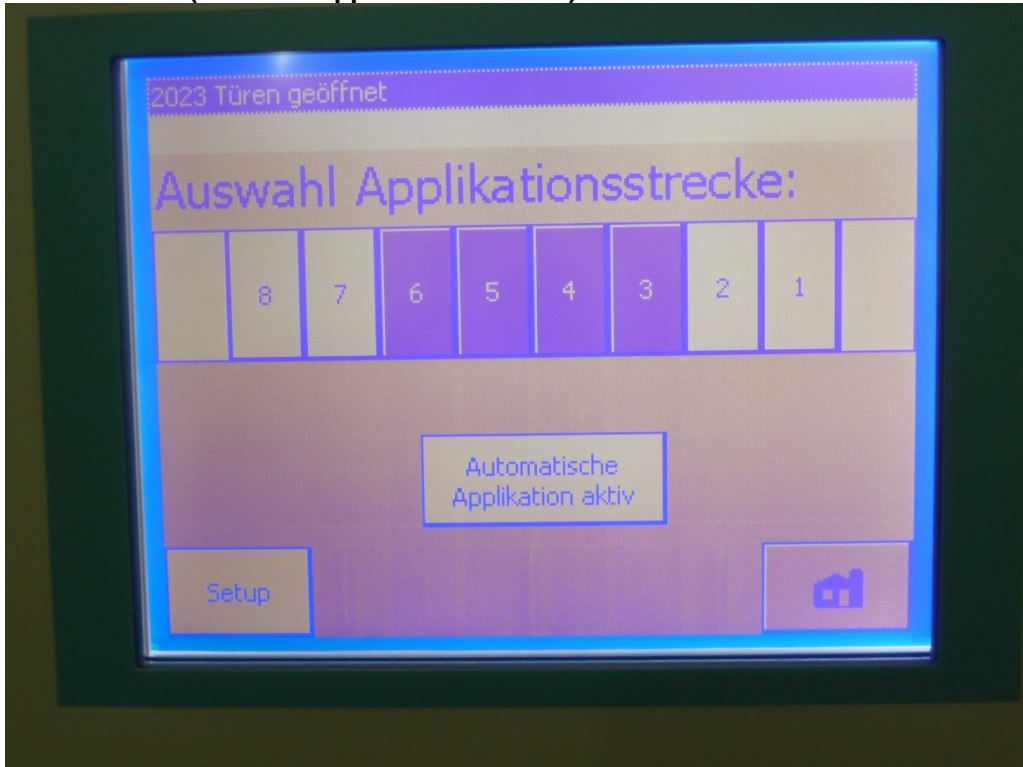 2023 Türen geöffnet
Auswahl Applikationsstrecke:
8 7 6 5 4 3 2 1
Automatische
Applikation aktiv
Setup